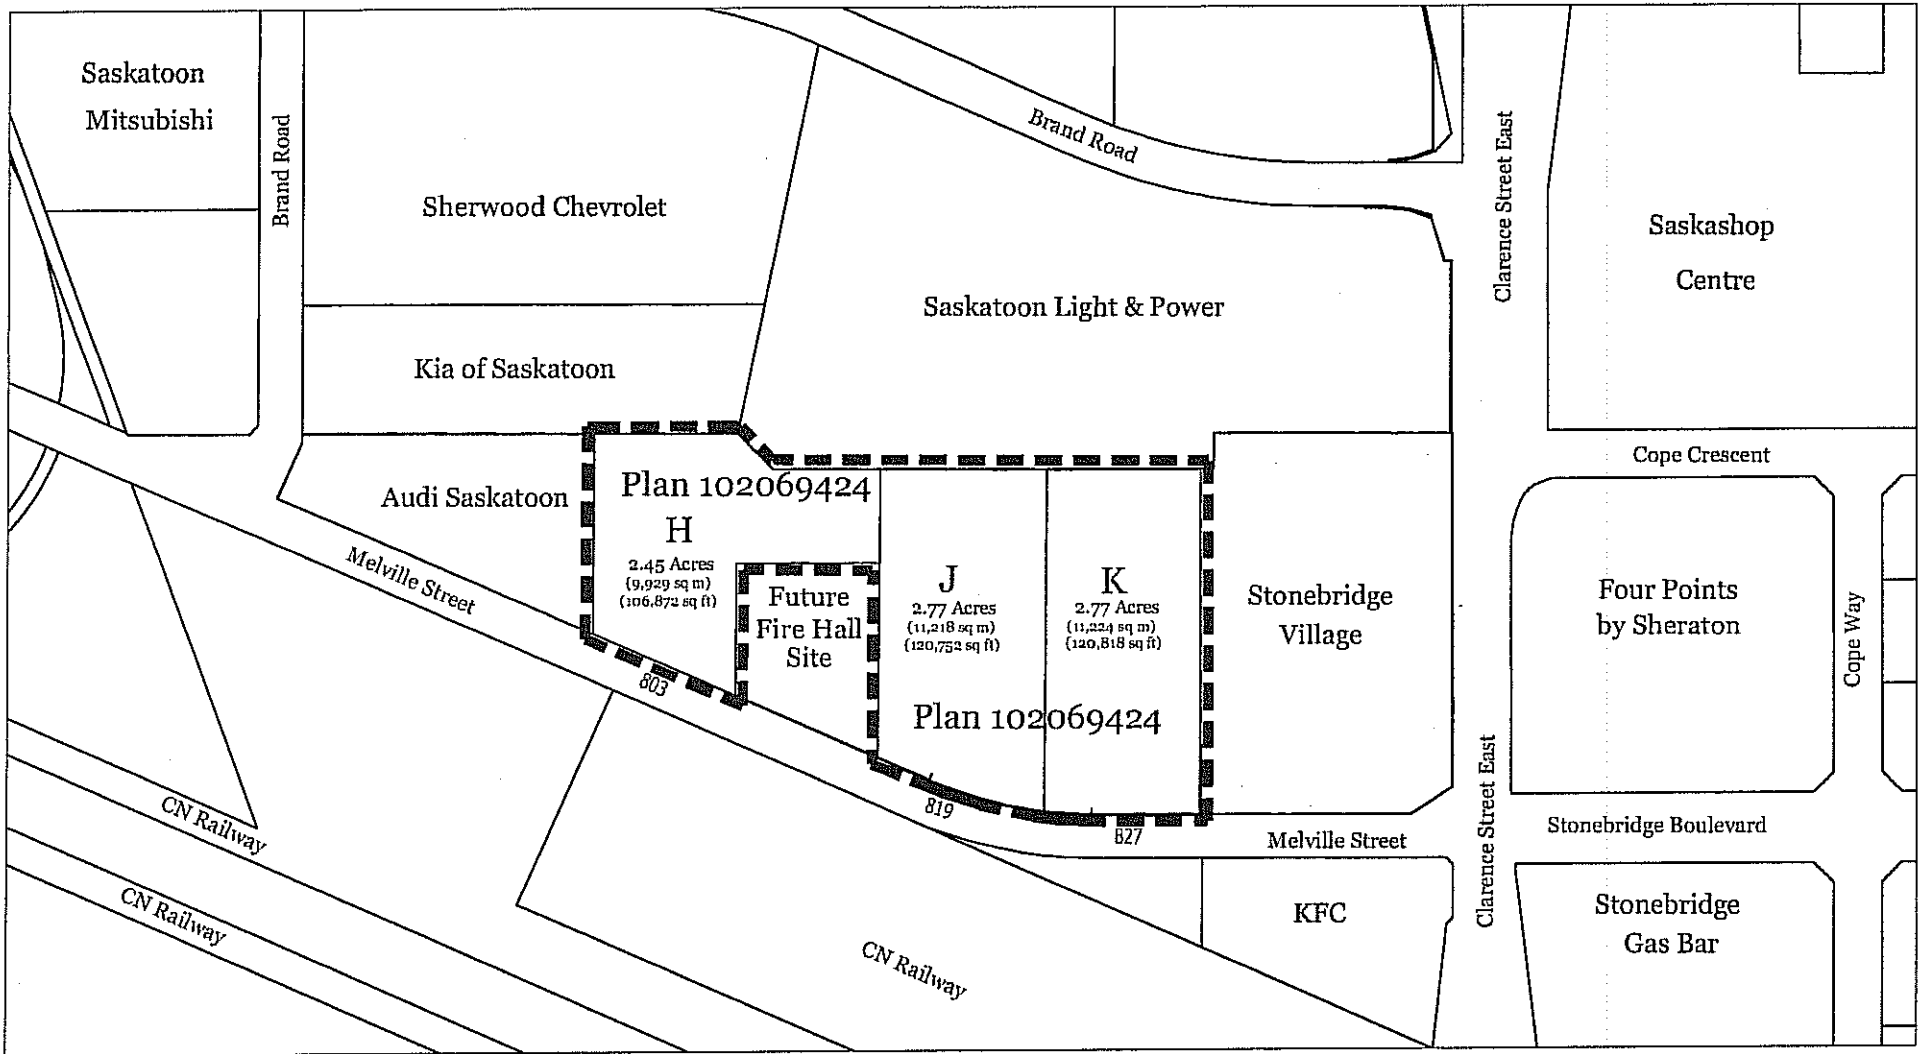 Saskatoon
Mitsubishi
Brand Road
Sherwood Chevrolet
Brand Road
Clarence Street East
Saskashop
Centre
Saskatoon Light & Power
Kia of Saskatoon
Cope Crescent
Audi Saskatoon
Plan 102069424
H
2.45 Acres
(9,929 sq m)
(106,872 sq ft)
Melville Street
Future
Fire Hall
Site
J
2.77 Acres
(11,218 sq m)
(120,752 sq ft)
K
2.77 Acres
(11,224 sq m)
(120,818 sq ft)
Stonebridge
Village
Four Points
by Sheraton
Cope Way
803
Plan 102069424
819
827
Melville Street
Clarence Street East
Stonebridge Boulevard
CN Railway
CN Railway
CN Railway
KFC
Stonebridge
Gas Bar